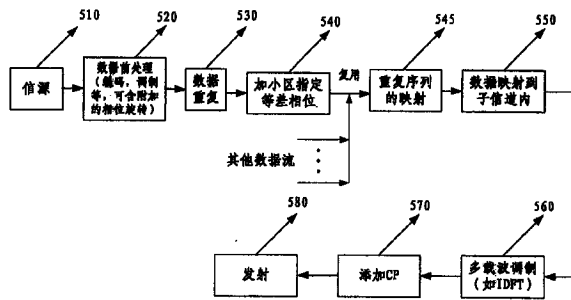 510
520
530
540
545
550
信源
数据前处理
(编码，调制
等，可含附加
的相位旋转)
数据
重复
加小区指定
等差相位
复用
重复序列
的映射
数据映射到
子信道内
其他数据流
580
570
560
发射
添加CP
多载波调制
(如IDFT)